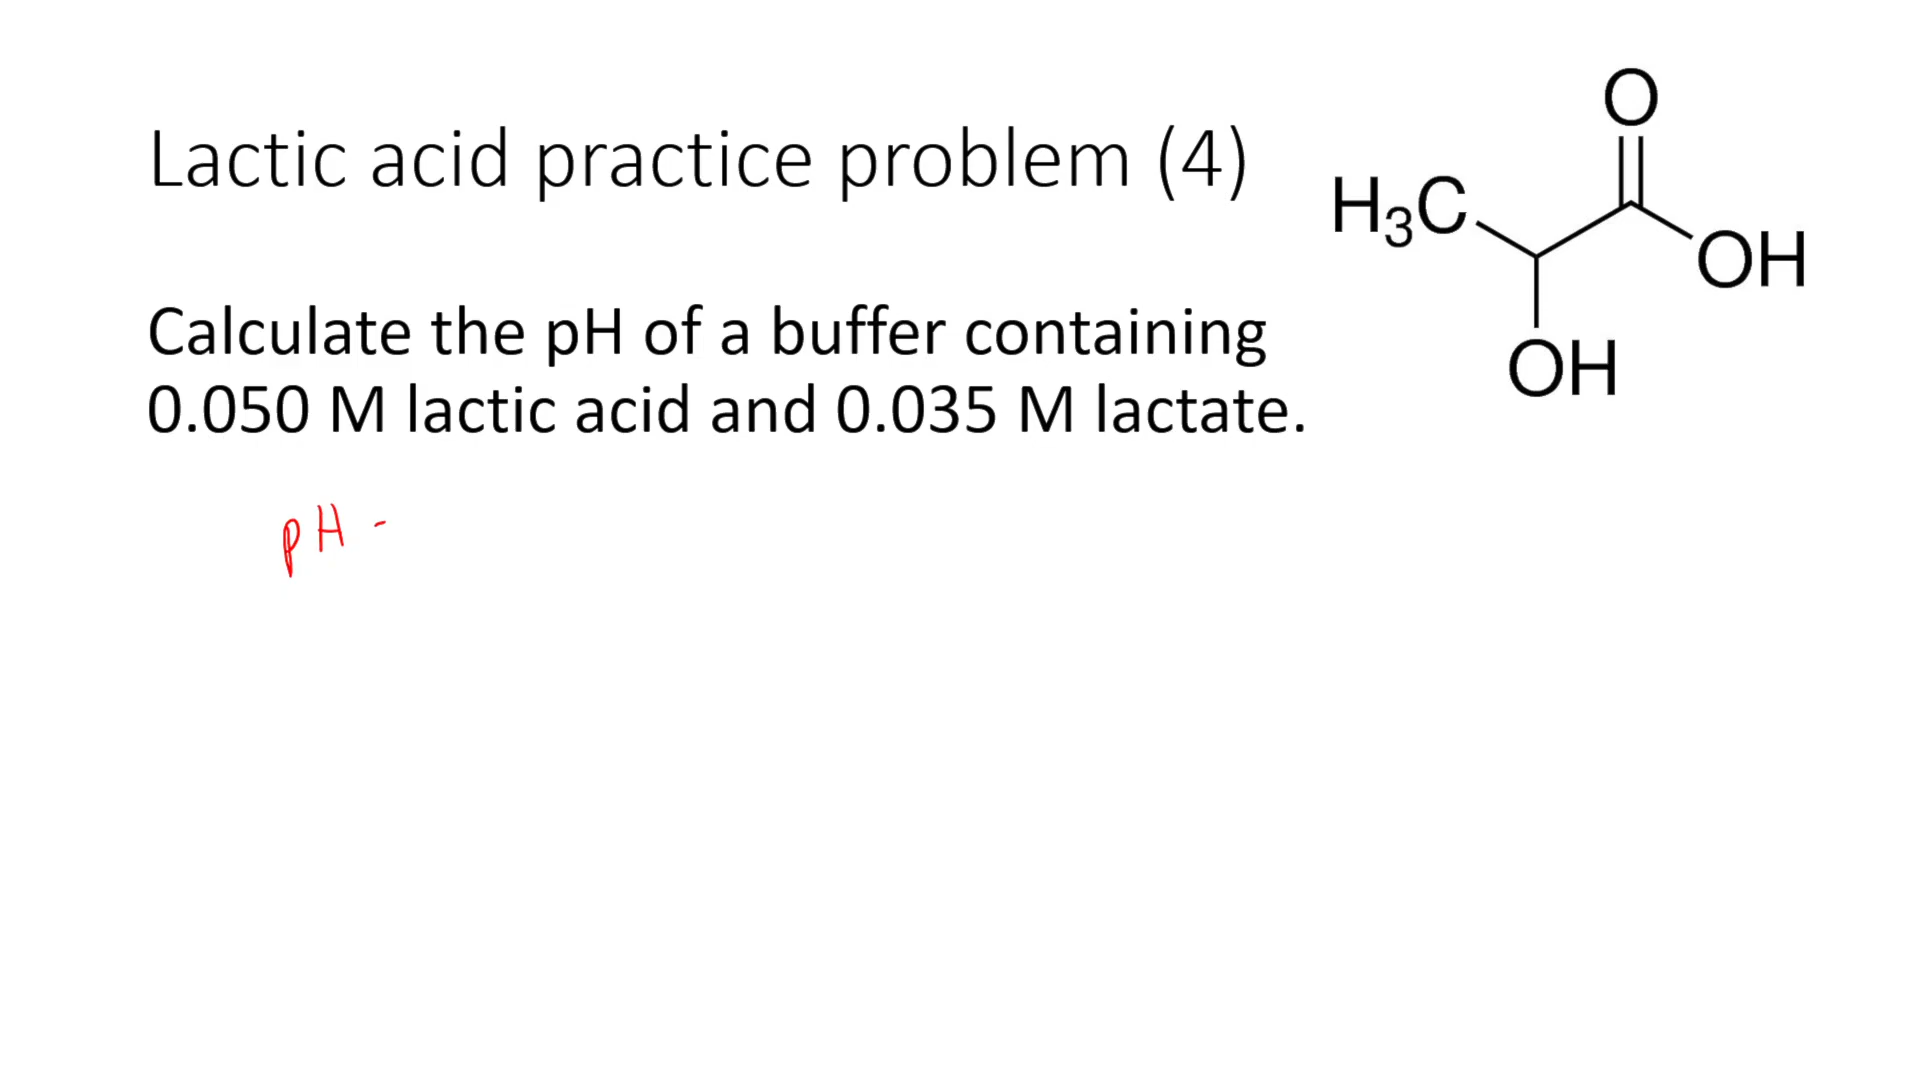 Lactic acid practice problem (4)
Calculate the pH of a buffer containing
0.050 M lactic acid and 0.035 M lactate.
O
H₃C
OH
OH
pH -